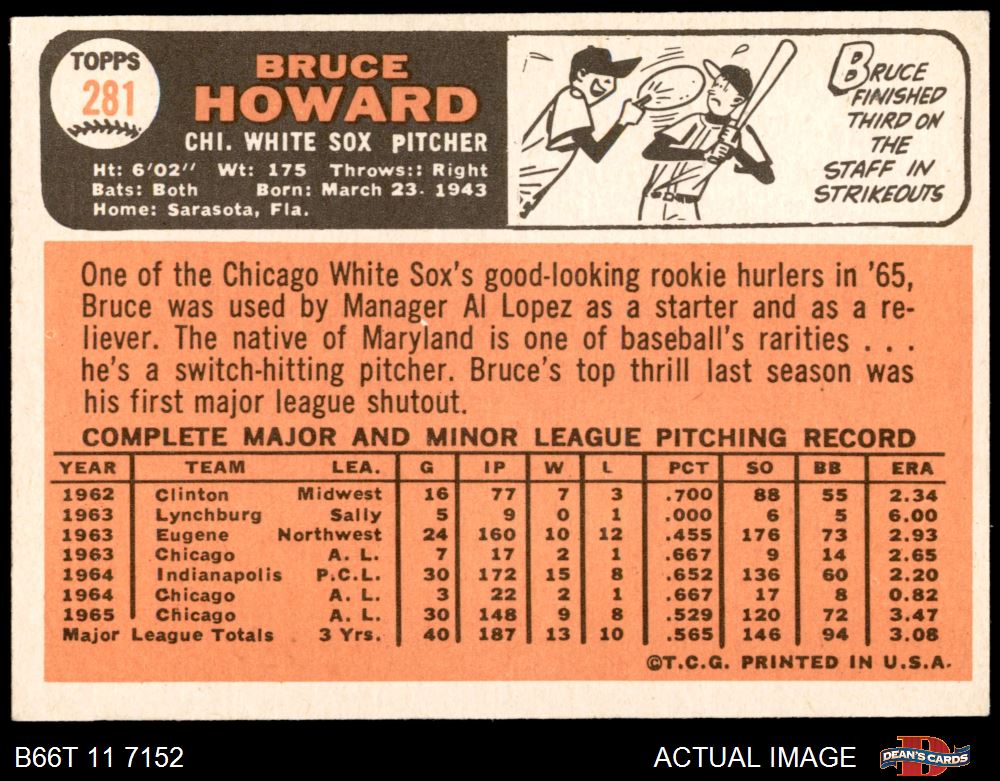 TOPPS
281
BRUCE
HOWARD
CHI. WHITE SOX PITCHER
Ht: 6'02" Wt: 175 Throws:: Right
Bats: Both Born: March 23. 1943
Home: Sarasota, Fla.
BRUCE
FINISHED
THIRD ON
THE
STAFF IN
STRIKEOUTS
One of the Chicago White Sox's good-looking rookie hurlers in '65,
Bruce was used by Manager Al Lopez as a starter and as a re-
liever. The native of Maryland is one of baseball's rarities . . .
he's a switch-hitting pitcher. Bruce's top thrill last season was
his first major league shutout.
COMPLETE MAJOR AND MINOR LEAGUE PITCHING RECORD
YEAR TEAM LEA. G IP W L PCT SO BB ERA
1962 Clinton Midwest 16 77 7 3 .700 88 55 2.34
1963 Lynchburg Sally 5 9 0 1 .000 6 5 6.00
1963 Eugene Northwest 24 160 10 12 .455 176 73 2.93
1963 Chicago A. L. 7 17 2 1 .667 9 14 2.65
1964 Indianapolis P.C.L. 30 172 15 8 .652 136 60 2.20
1964 Chicago A. L. 3 22 2 1 .667 17 8 0.82
1965 Chicago A. L. 30 148 9 8 .529 120 72 3.47
Major League Totals 3 Yrs. 40 187 13 10 .565 146 94 3.08
©T.C.G. PRINTED IN U.S.A.
B66T 11 7152
ACTUAL IMAGE
DEAN'S CARDS